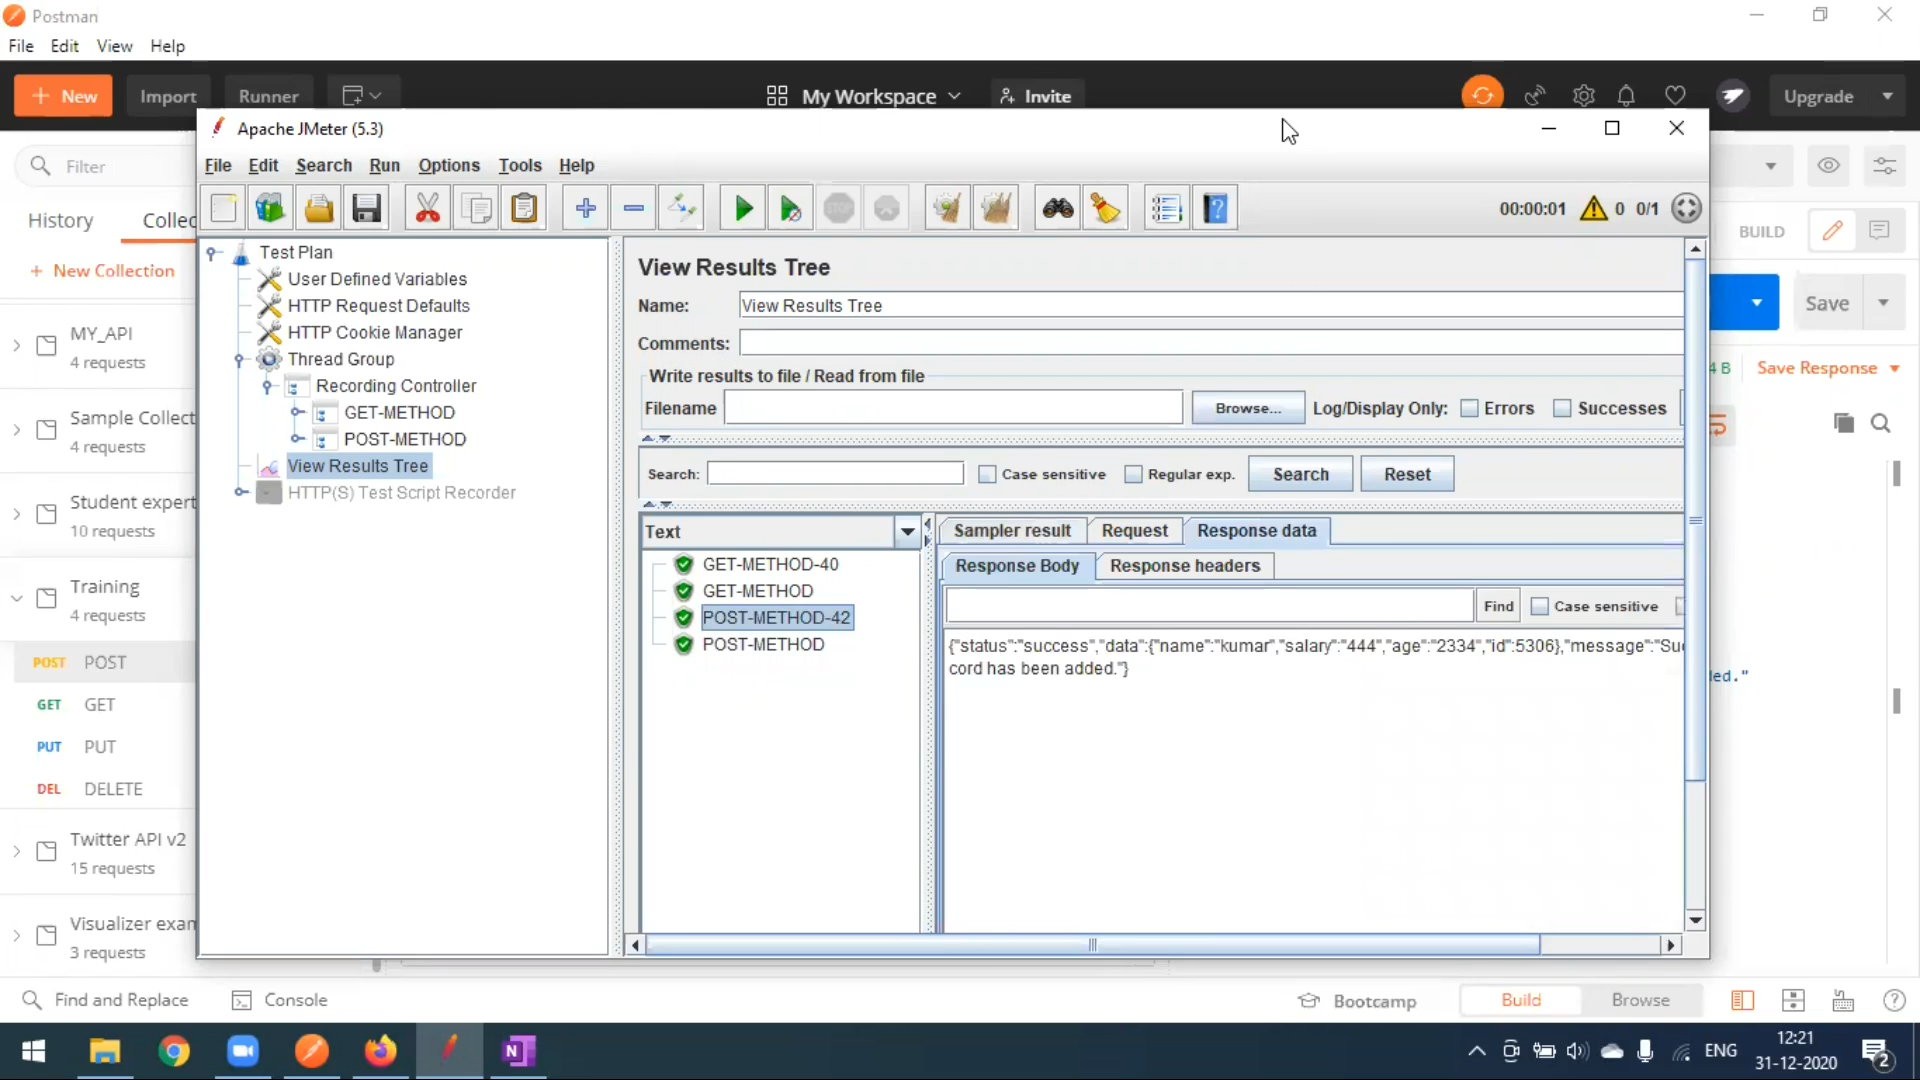 Postman
File Edit View Help
New Import Runner My Workspace Invite Upgrade
Apache JMeter (5.3)
File Edit Search Run Options Tools Help
00:00:01 0 0/1
Filter
History
Collec
+ New Collection
MY_API
4 requests
Sample Collect
4 requests
Student expert
10 requests
Training
4 requests
POST POST
GET GET
PUT PUT
DEL DELETE
Twitter API v2
15 requests
Visualizer exan
3 requests
Test Plan
User Defined Variables
HTTP Request Defaults
HTTP Cookie Manager
Thread Group
Recording Controller
GET-METHOD
POST-METHOD
View Results Tree
HTTP(S) Test Script Recorder
View Results Tree
Name: View Results Tree
Comments:
Write results to file / Read from file
Filename Browse... Log/Display Only: Errors Successes
Search: Case sensitive Regular exp. Search Reset
Text
GET-METHOD-40
GET-METHOD
POST-METHOD-42
POST-METHOD
Sampler result Request Response data
Response Body Response headers
Find Case sensitive
{"status":"success","data":{"name":"kumar","salary":"444","age":"2334","id":5306},"message":"Suc
cord has been added."}
BUILD
Save
4 B Save Response
led."
Find and Replace Console Bootcamp Build Browse
N
ENG
12:21
31-12-2020
2